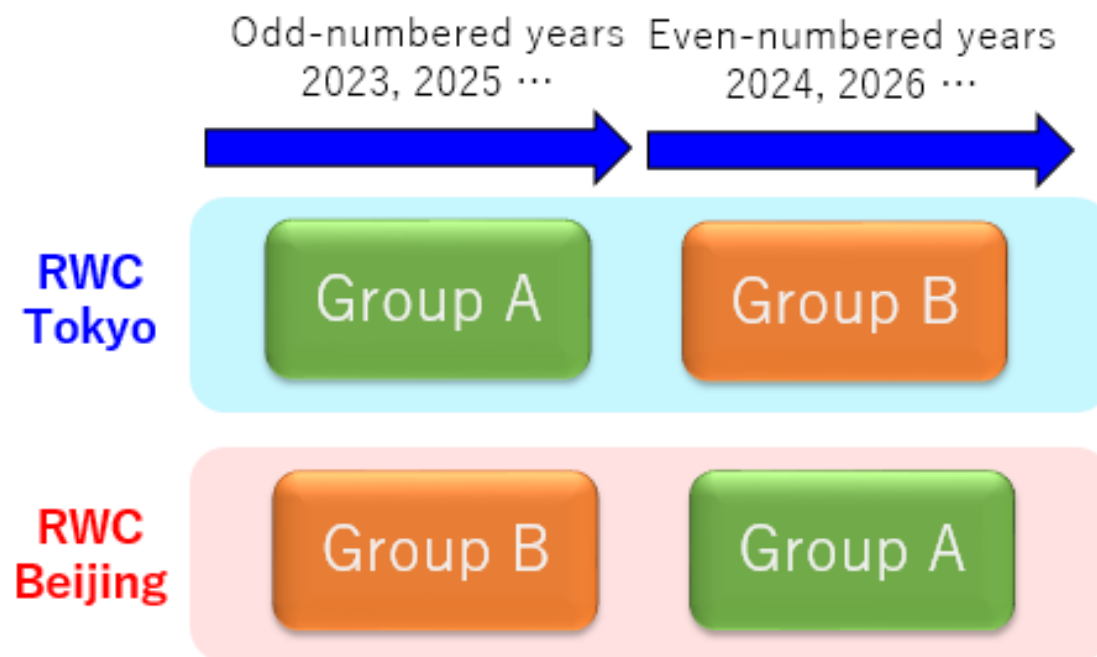 Odd-numbered years
2023, 2025 ⋯
Even-numbered years
2024, 2026 ⋯
RWC
Tokyo
Group A
Group B
RWC
Beijing
Group B
Group A